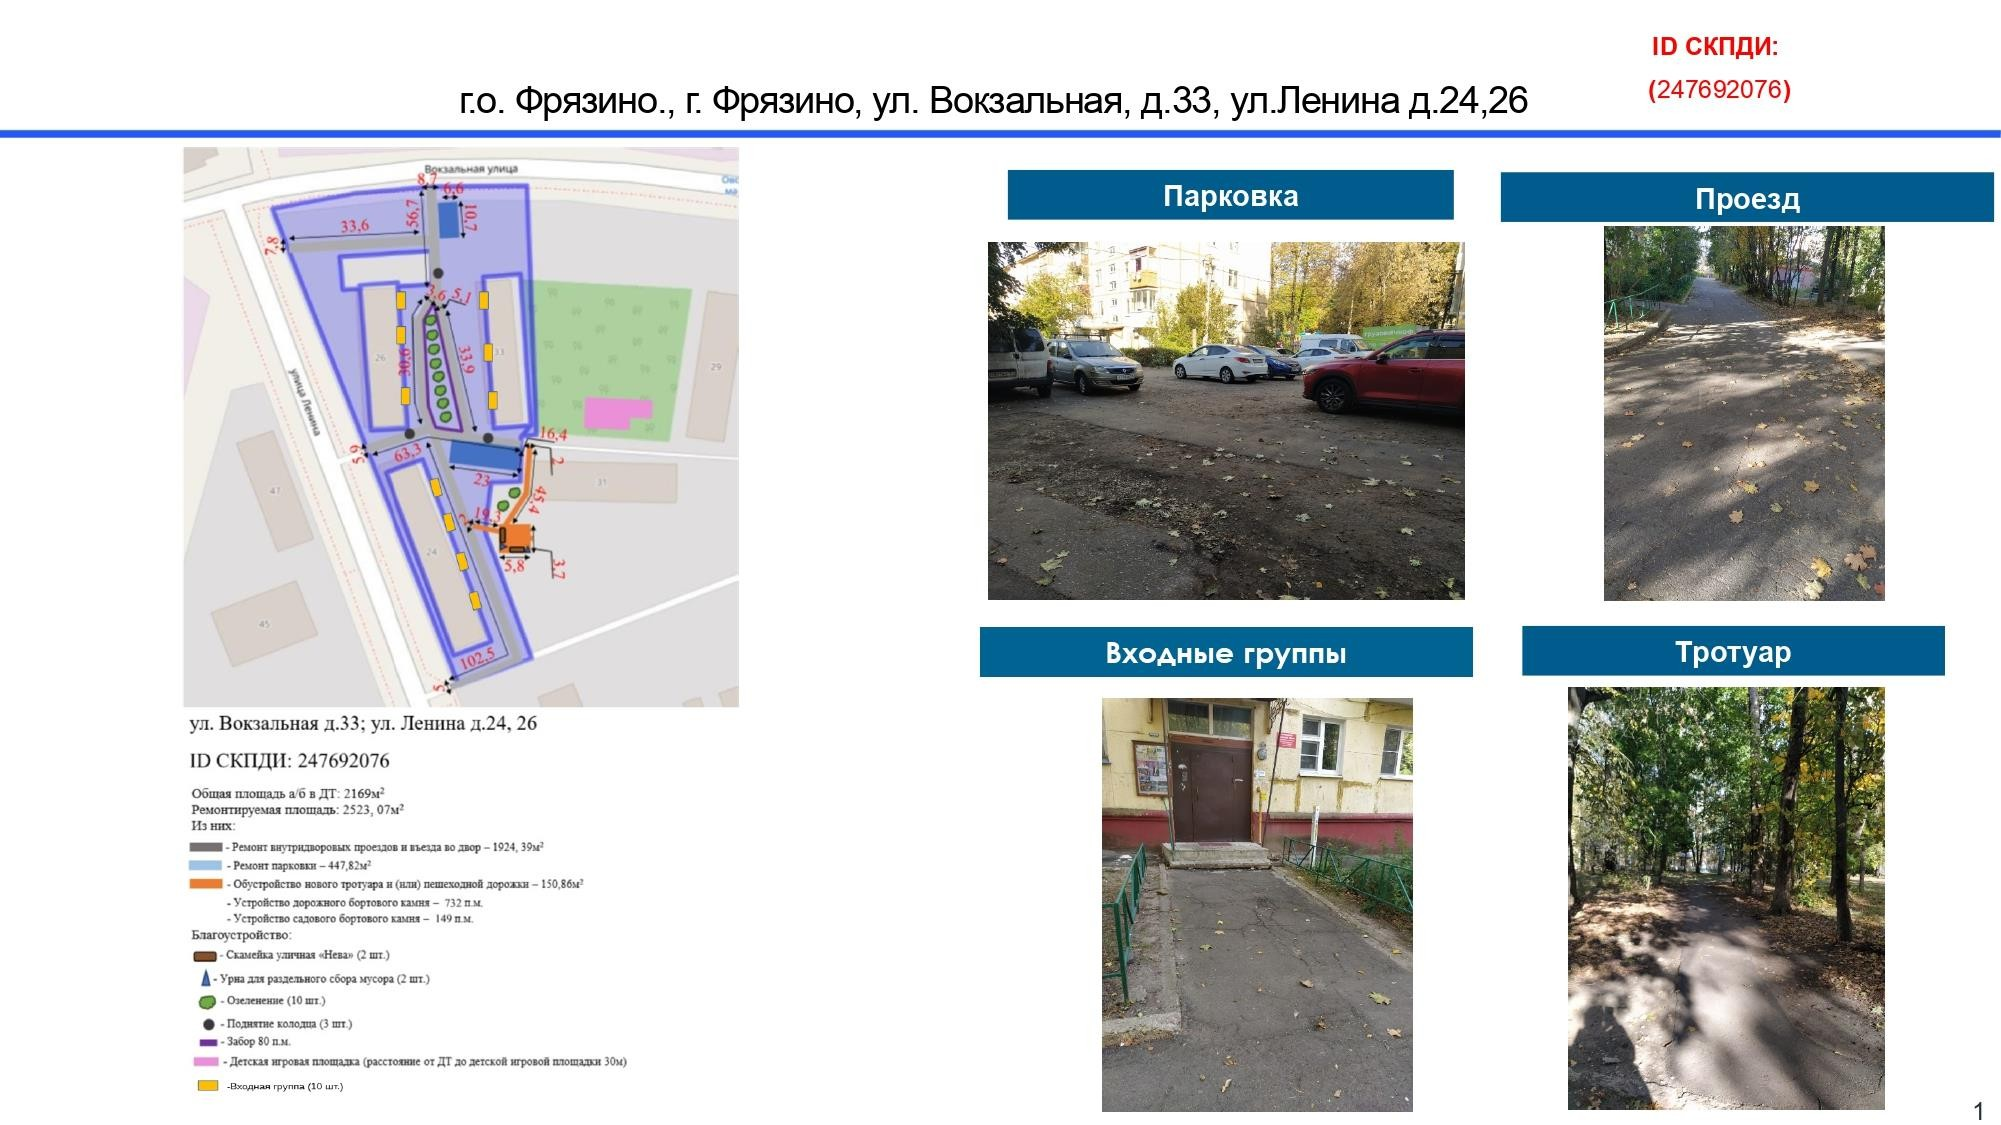 ID СКПДИ:
(247692076)
г.о. Фрязино., г. Фрязино, ул. Вокзальная, д.33, ул.Ленина д.24,26
Вокзальная улица
8,7
6,6
56,7
10,7
33,6
7,8
3,6
5,1
26
30,6
33,9
33
29
улица Ленина
5,9
63,3
16,4
2
23
45,4
31
47
19,3
2
24
5,8
3,7
45
102,5
5
ул. Вокзальная д.33; ул. Ленина д.24, 26
ID СКПДИ: 247692076
Общая площадь а/б в ДТ: 2169м²
Ремонтируемая площадь: 2523, 07м²
Из них:
- Ремонт внутридворовых проездов и въезда во двор – 1924, 39м²
- Ремонт парковки – 447,82м²
- Обустройство нового тротуара и (или) пешеходной дорожки – 150,86м²
- Устройство дорожного бортового камня – 732 п.м.
- Устройство садового бортового камня – 149 п.м.
Благоустройство:
- Скамейка уличная «Нева» (2 шт.)
- Урна для раздельного сбора мусора (2 шт.)
- Озеленение (10 шт.)
- Поднятие колодца (3 шт.)
- Забор 80 п.м.
- Детская игровая площадка (расстояние от ДТ до детской игровой площадки 30м)
-Входная группа (10 шт.)
Парковка
Проезд
Входные группы
Тротуар
1